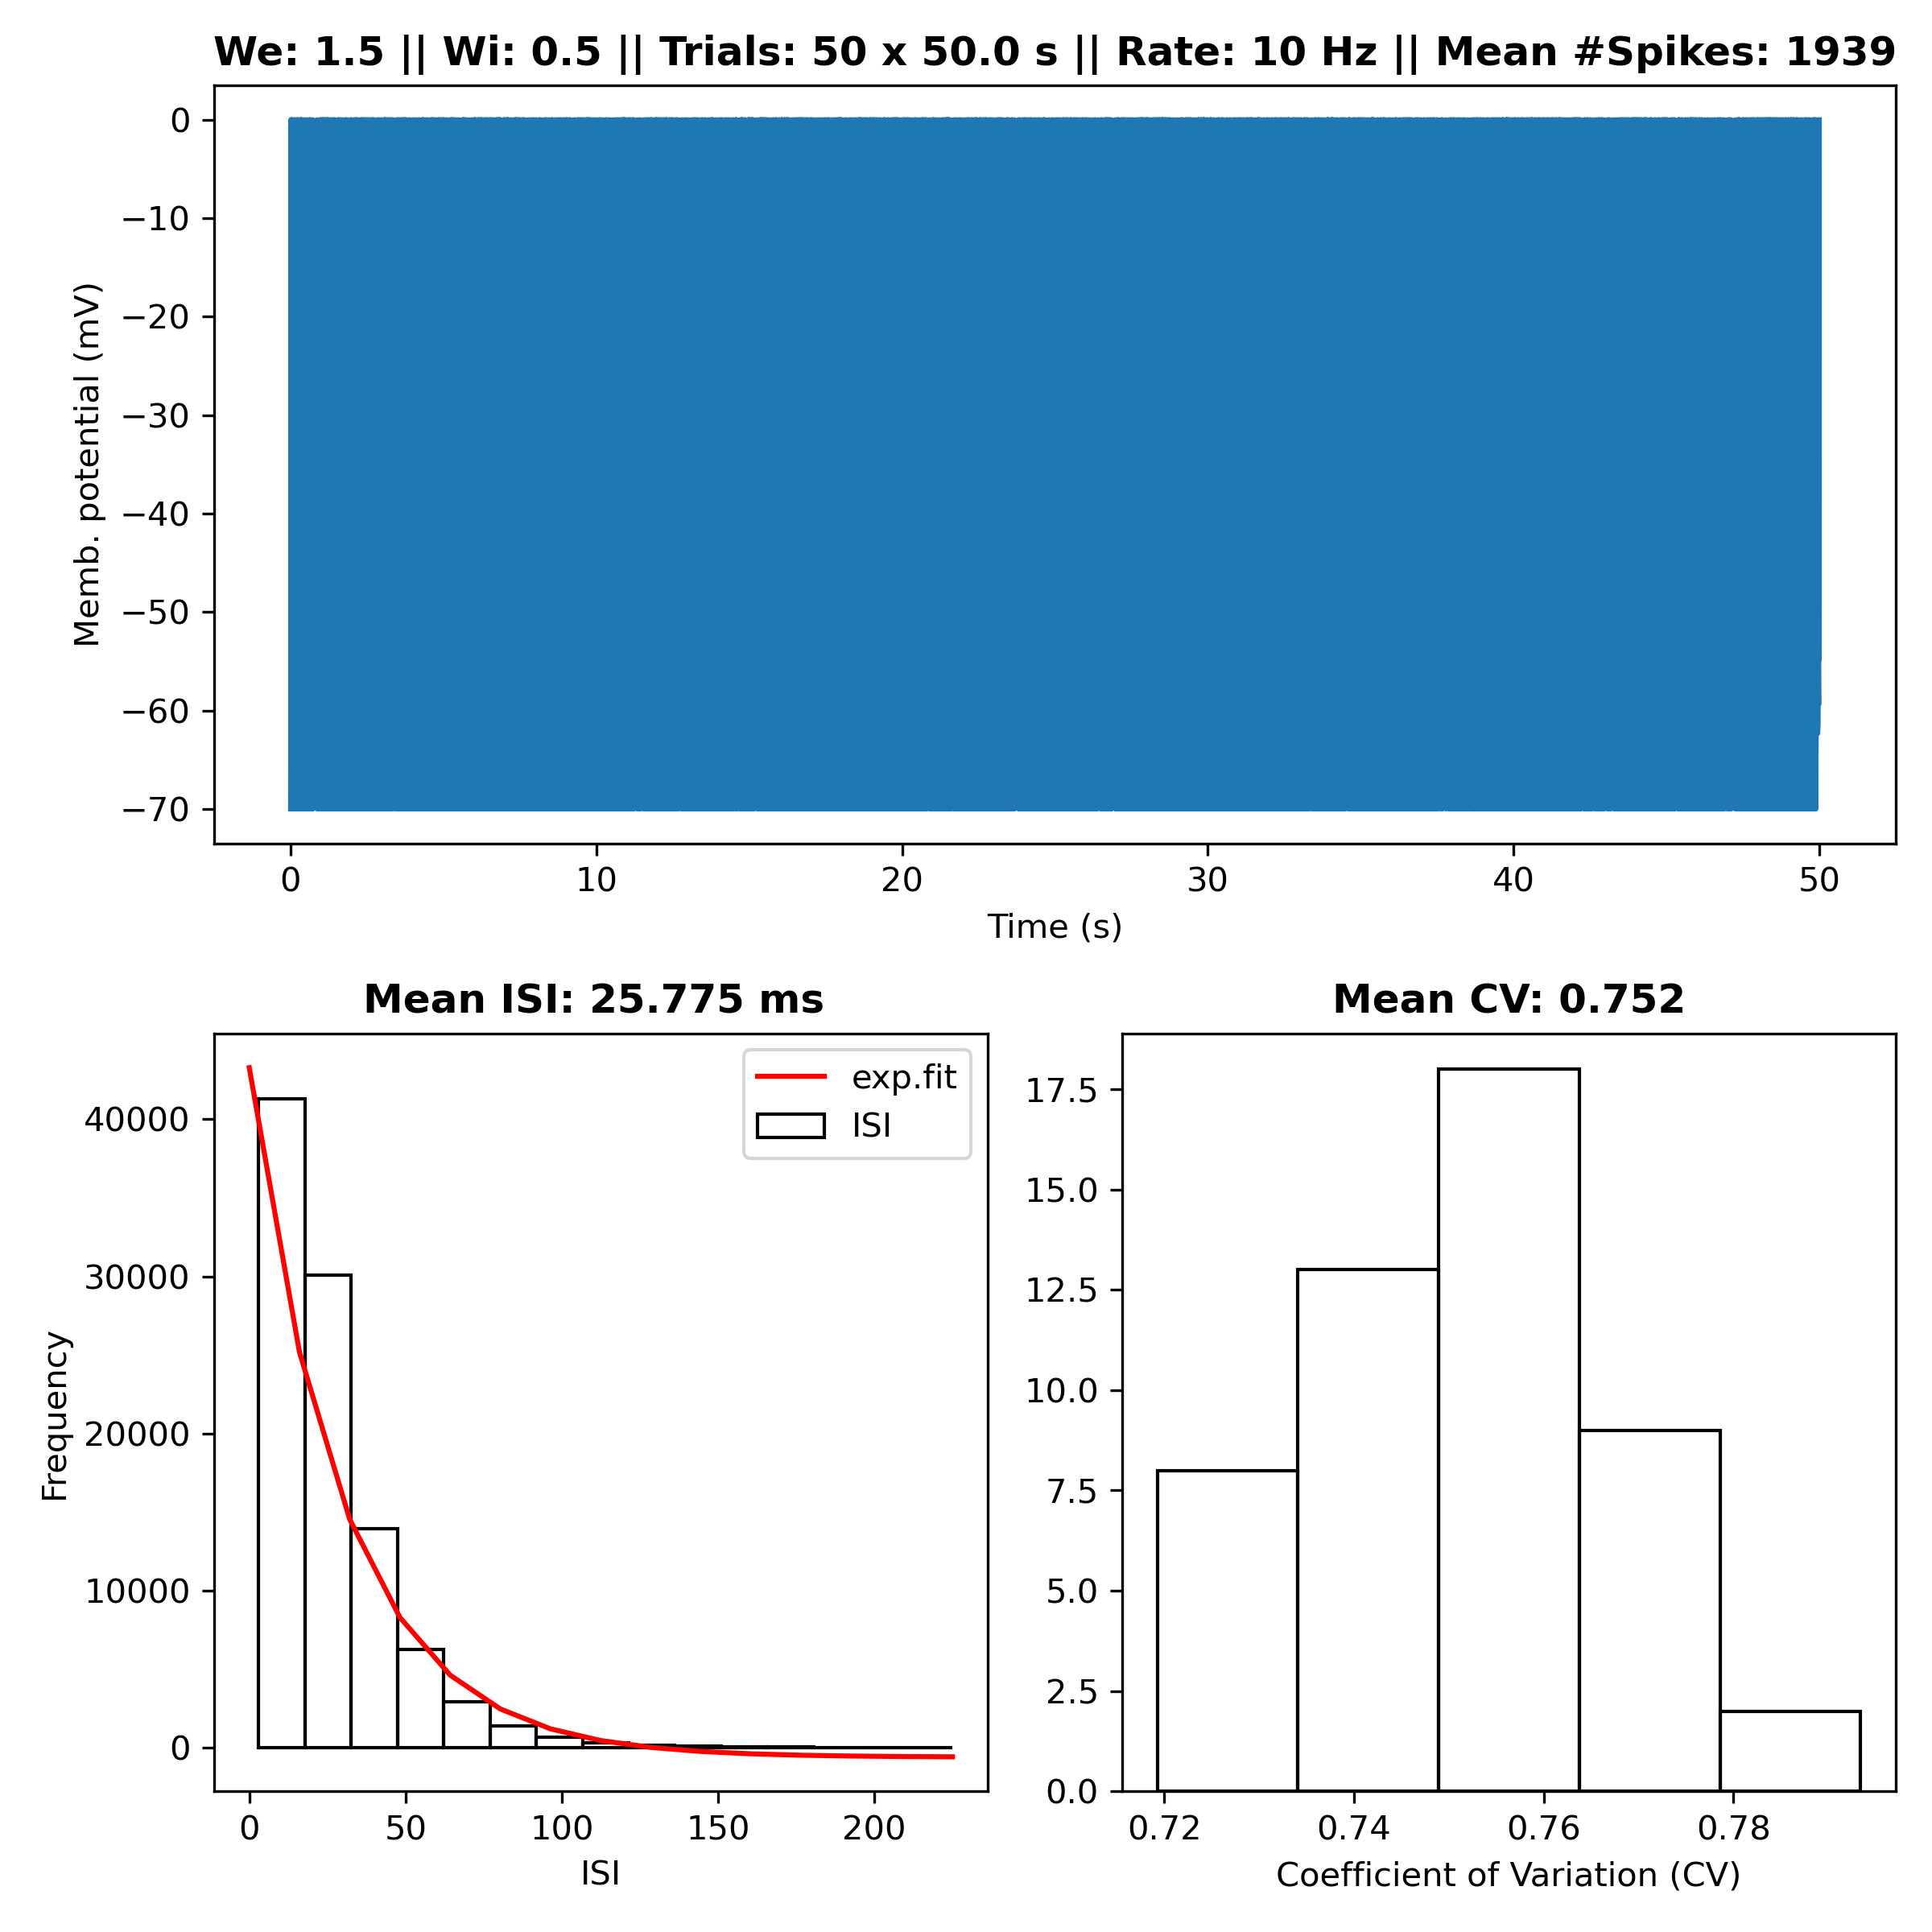 We: 1.5 || Wi: 0.5 || Trials: 50 x 50.0 s || Rate: 10 Hz || Mean #Spikes: 1939
0
−10
−20
−30
−40
−50
−60
−70
Memb. potential (mV)
0 10 20 30 40 50
Time (s)
Mean ISI: 25.775 ms
40000
30000
20000
10000
0
Frequency
exp.fit
ISI
0 50 100 150 200
ISI
Mean CV: 0.752
17.5
15.0
12.5
10.0
7.5
5.0
2.5
0.0
0.72 0.74 0.76 0.78
Coefficient of Variation (CV)